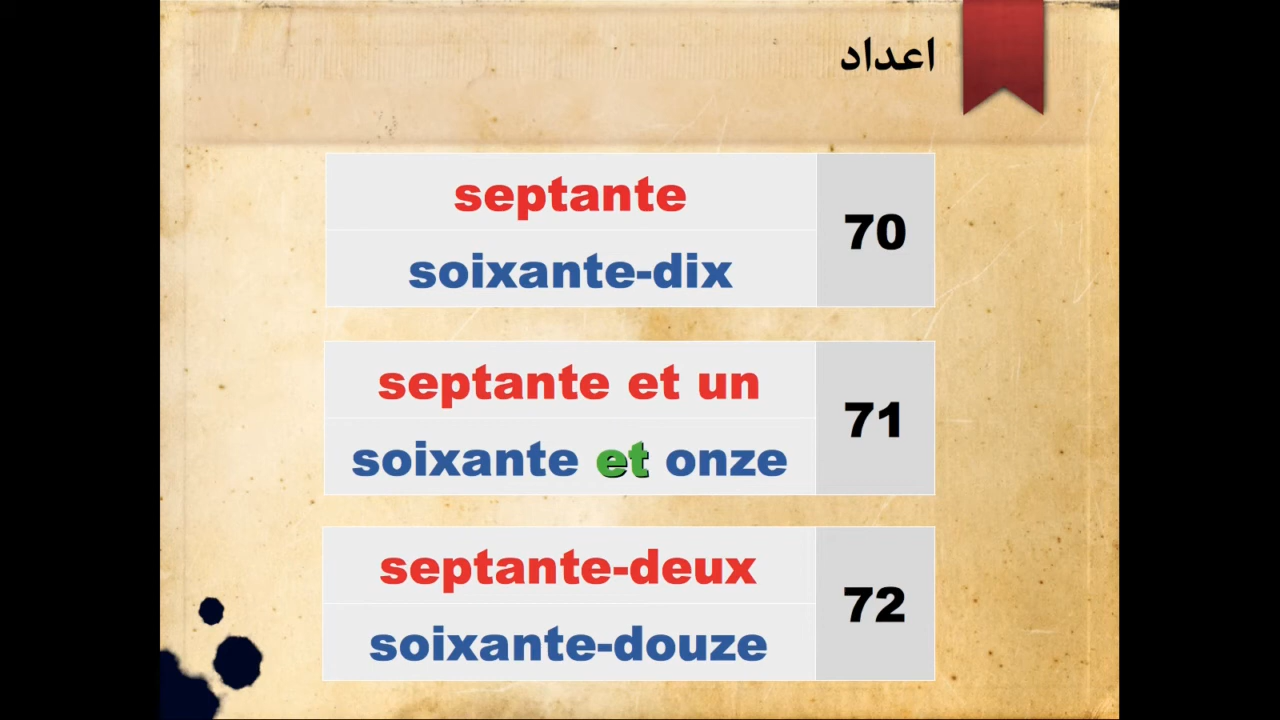 اعداد
septante
70
soixante-dix
septante et un
71
soixante et onze
septante-deux
72
soixante-douze